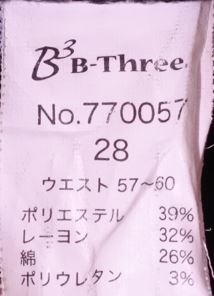 B³ B-Three
No.770057
28
ウエスト 57～60
ポリエステル 39%
レーヨン 32%
綿 26%
ポリウレタン 3%